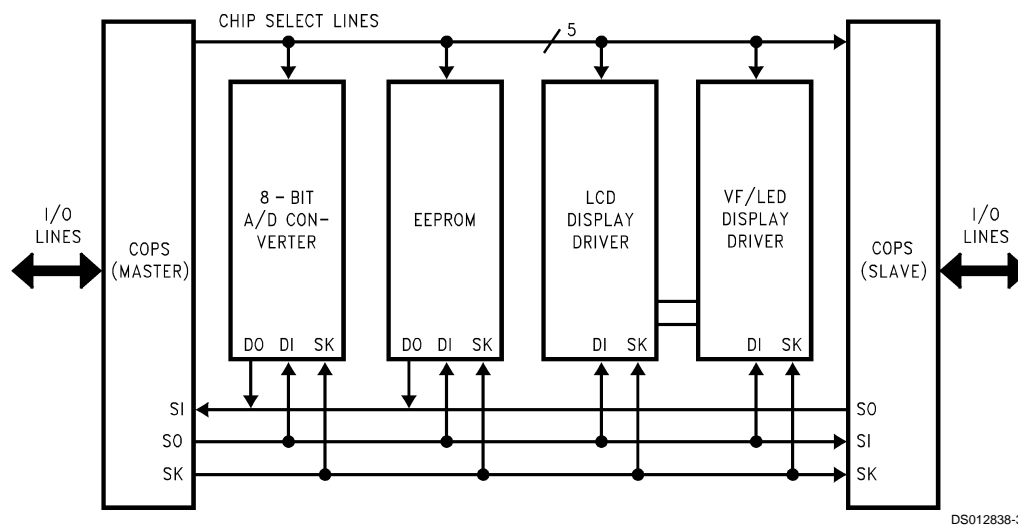 CHIP SELECT LINES
5
I/O
LINES
COPS
(MASTER)
8 – BIT
A/D CON-
VERTER
EEPROM
LCD
DISPLAY
DRIVER
VF/LED
DISPLAY
DRIVER
COPS
(SLAVE)
I/O
LINES
DO DI SK
DO DI SK
DI SK
DI SK
SI
SO
SO
SI
SK
SK